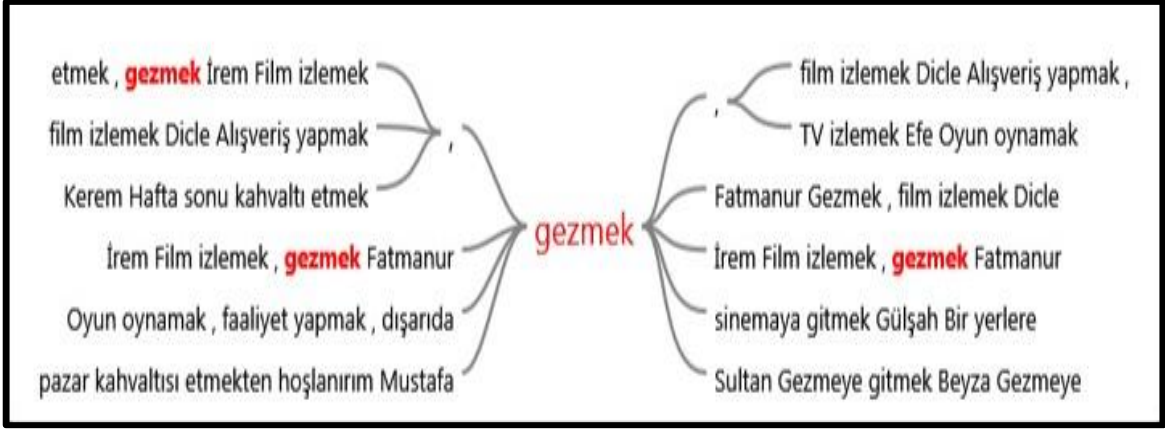 etmek , gezmek İrem Film izlemek
film izlemek Dicle Alışveriş yapmak
Kerem Hafta sonu kahvaltı etmek
,
İrem Film izlemek , gezmek Fatmanur
Oyun oynamak , faaliyet yapmak , dışarıda
pazar kahvaltısı etmekten hoşlanırım Mustafa
gezmek
,
film izlemek Dicle Alışveriş yapmak ,
TV izlemek Efe Oyun oynamak
Fatmanur Gezmek , film izlemek Dicle
İrem Film izlemek , gezmek Fatmanur
sinemaya gitmek Gülşah Bir yerlere
Sultan Gezmeye gitmek Beyza Gezmeye